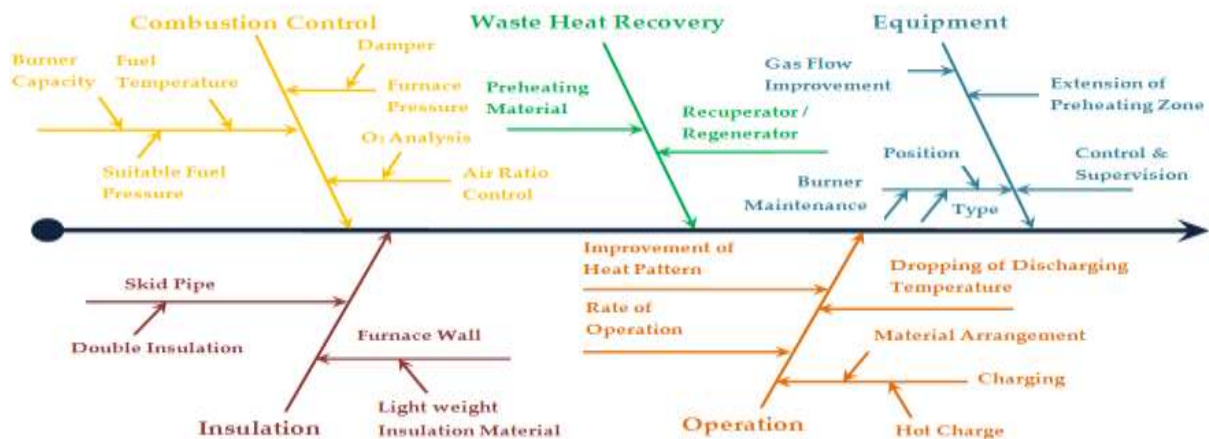 Combustion Control
Waste Heat Recovery
Equipment
Damper
Burner
Capacity
Fuel
Temperature
Furnace
Pressure
Suitable Fuel
Pressure
O₂ Analysis
Air Ratio
Control
Preheating
Material
Recuperator /
Regenerator
Gas Flow
Improvement
Extension of
Preheating Zone
Position
Control &
Supervision
Burner
Maintenance
Type
Skid Pipe
Double Insulation
Furnace Wall
Light weight
Insulation Material
Insulation
Improvement of
Heat Pattern
Dropping of Discharging
Temperature
Rate of
Operation
Material Arrangement
Charging
Hot Charge
Operation